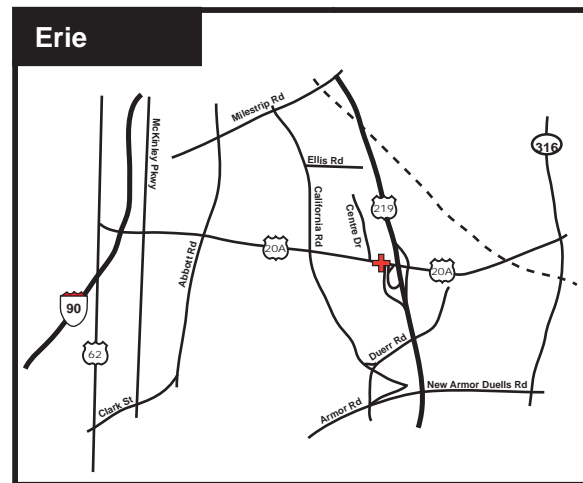 Erie
Milestrip Rd
McKinley Pkwy
Ellis Rd
316
219
California Rd
Centre Dr
Abbott Rd
20A
20A
90
62
Duerr Rd
New Armor Duells Rd
Clark St
Armor Rd